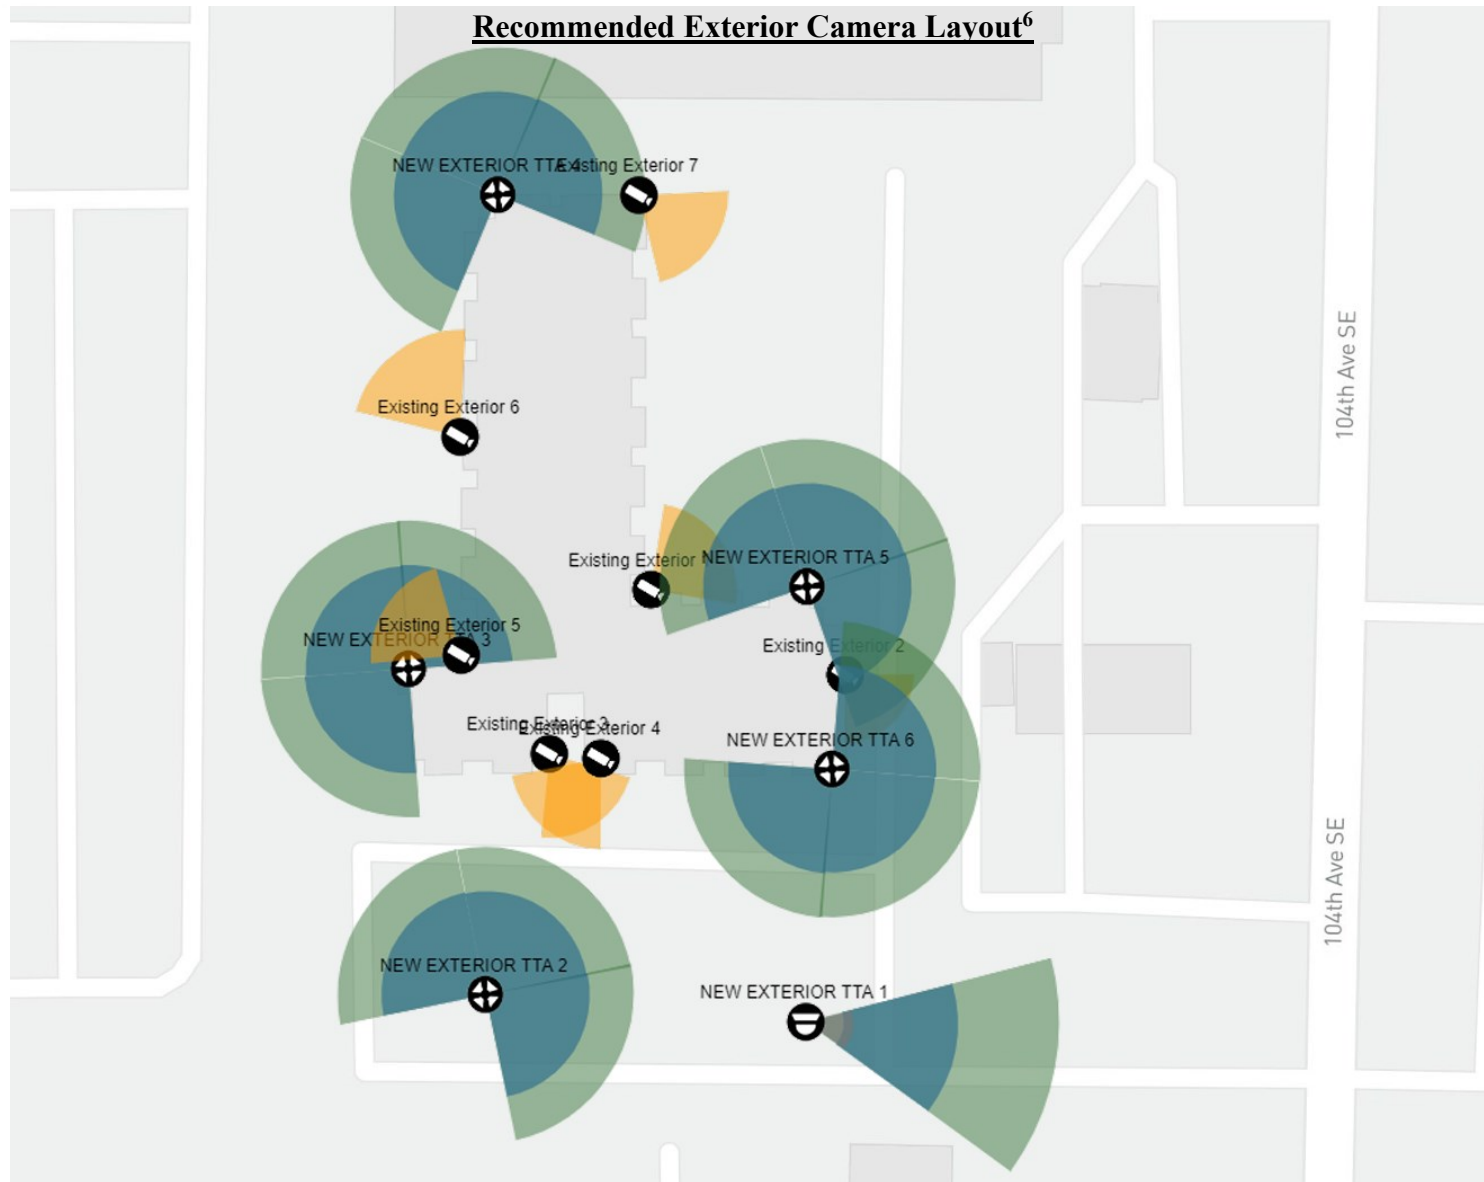 Recommended Exterior Camera Layout6
NEW EXTERIOR TTA 4
Existing Exterior 7
104th Ave SE
Existing Exterior 6
Existing Exterior
NEW EXTERIOR TTA 5
Existing Exterior 5
NEW EXTERIOR TTA 3
Existing Exterior 2
Existing Exterior 3
Existing Exterior 4
NEW EXTERIOR TTA 6
104th Ave SE
NEW EXTERIOR TTA 2
NEW EXTERIOR TTA 1